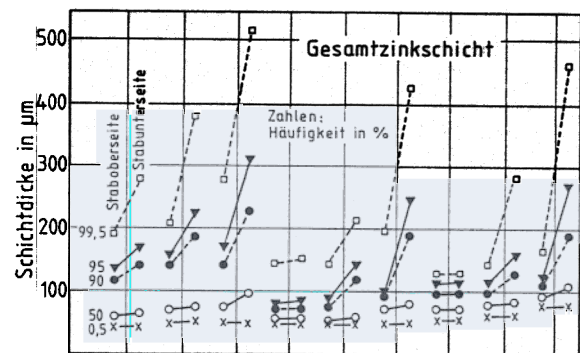 500
Gesamtzinkschicht
400
Zahlen:
Häufigkeit in %
300
200
99,5
95
90
100
50
0,5
Schichtdicke in µm
Staboberseite
Stabunterseite